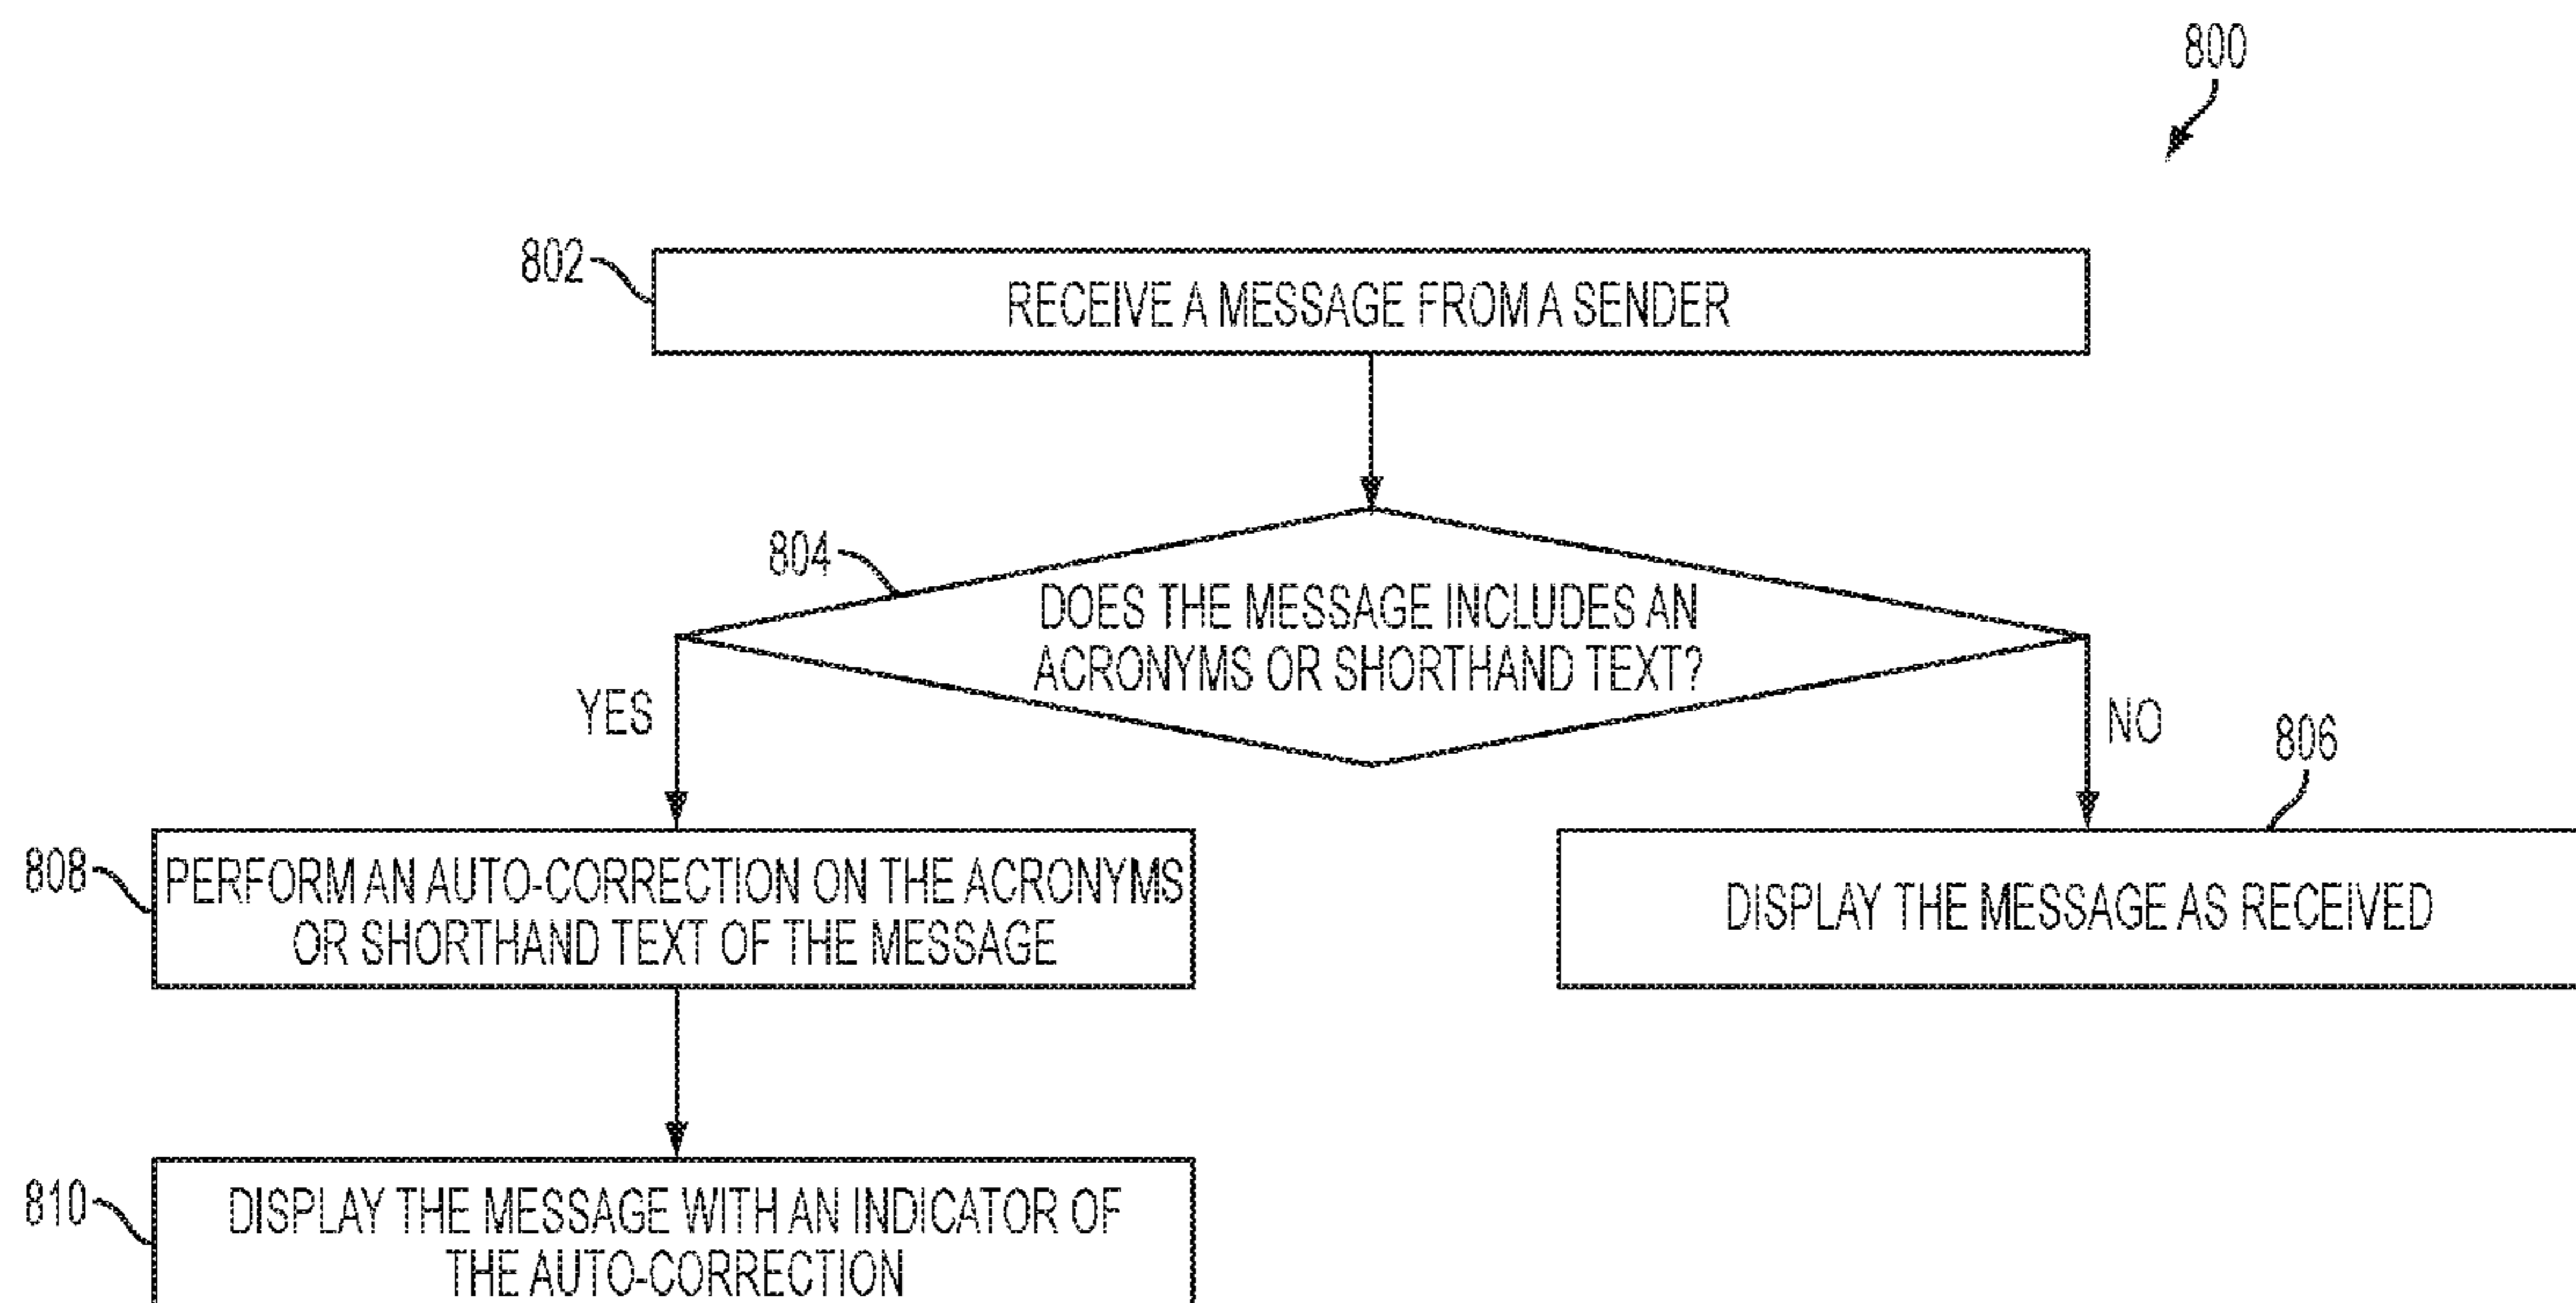 800
802
RECEIVE A MESSAGE FROM A SENDER
804
DOES THE MESSAGE INCLUDES AN
ACRONYMS OR SHORTHAND TEXT?
YES
NO
806
808
PERFORM AN AUTO-CORRECTION ON THE ACRONYMS
OR SHORTHAND TEXT OF THE MESSAGE
DISPLAY THE MESSAGE AS RECEIVED
810
DISPLAY THE MESSAGE WITH AN INDICATOR OF
THE AUTO-CORRECTION